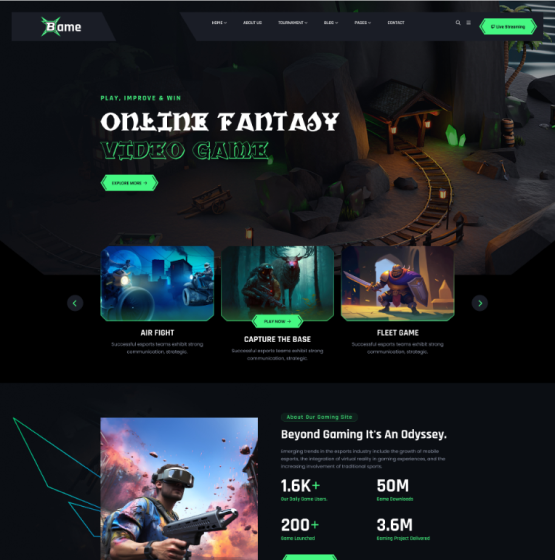 Bame
HOME ABOUT US TOURNAMENT BLOG PAGES CONTACT
Live Streaming
PLAY, IMPROVE & WIN
ONLINE FANTASY
VIDEO GAME
EXPLORE MORE →
PLAY NOW →
AIR FIGHT
Successful esports teams exhibit strong
communication, strategic.
CAPTURE THE BASE
Successful esports teams exhibit strong
communication, strategic.
FLEET GAME
Successful esports teams exhibit strong
communication, strategic.
About Our Gaming Site
Beyond Gaming It's An Odyssey.
Emerging trends in the esports industry include the growth of mobile
esports, the integration of virtual reality in gaming experiences, and the
increasing involvement of traditional sports.
1.6K+
Our Daily Game Users
50M
Game Downloads
200+
Game Launched
3.6M
Gaming Project Delivered